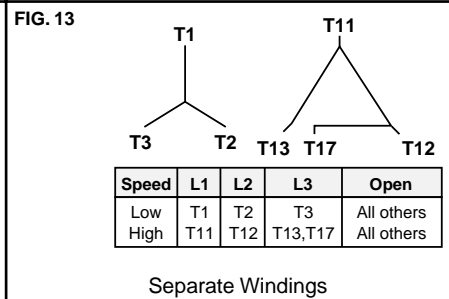 FIG. 13
T1
T11
T3
T2
T13
T17
T12
Speed L1 L2 L3 Open
Low T1 T2 T3 All others
High T11 T12 T13,T17 All others
Separate Windings